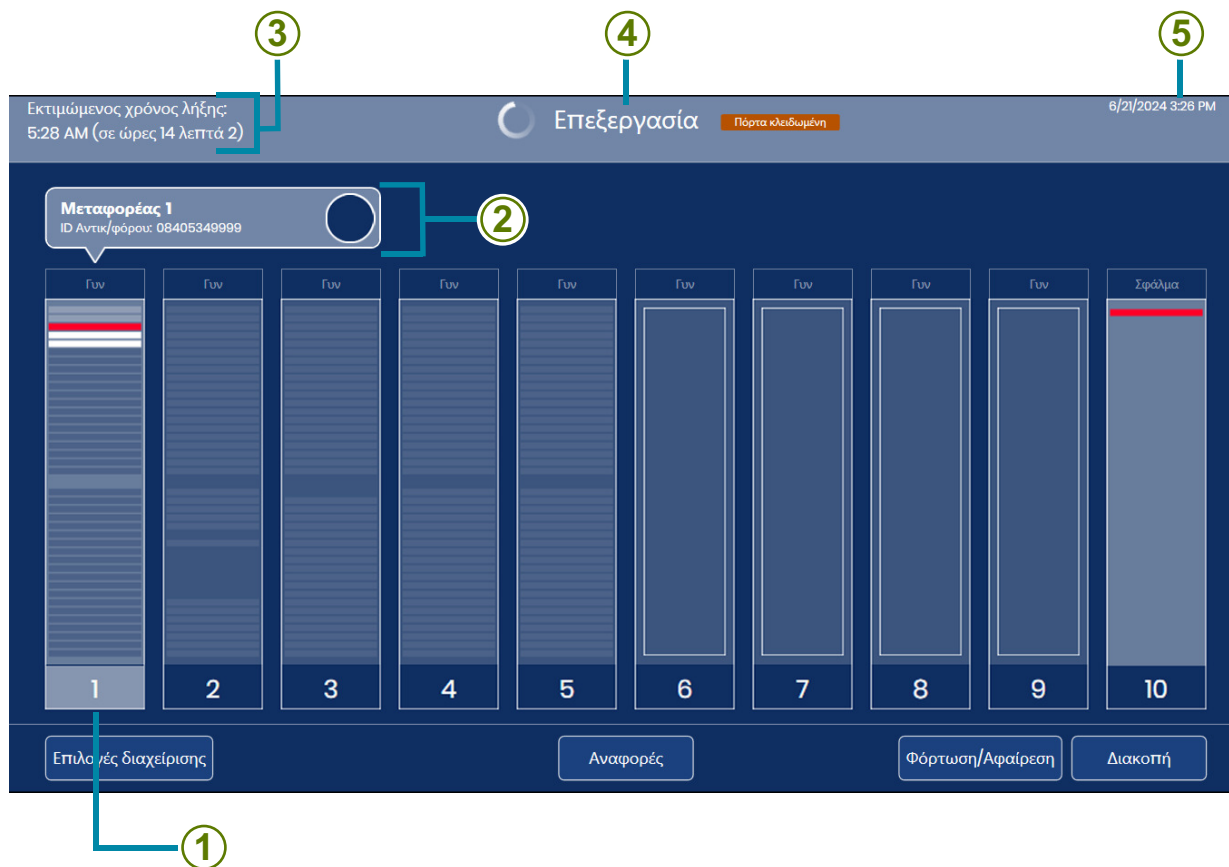 3
4
5
Εκτιμώμενος χρόνος λήξης:
5:28 AM (σε ώρες 14 λεπτά 2)
Επεξεργασία
Πόρτα κλειδωμένη
6/21/2024 3:26 PM
Μεταφορέας 1
ID Αντικ/φόρου: 08405349999
2
Γυν Γυν Γυν Γυν Γυν Γυν Γυν Γυν Γυν Σφάλμα
1 2 3 4 5 6 7 8 9 10
Επιλογές διαχείρισης
Αναφορές
Φόρτωση/Αφαίρεση
Διακοπή
1